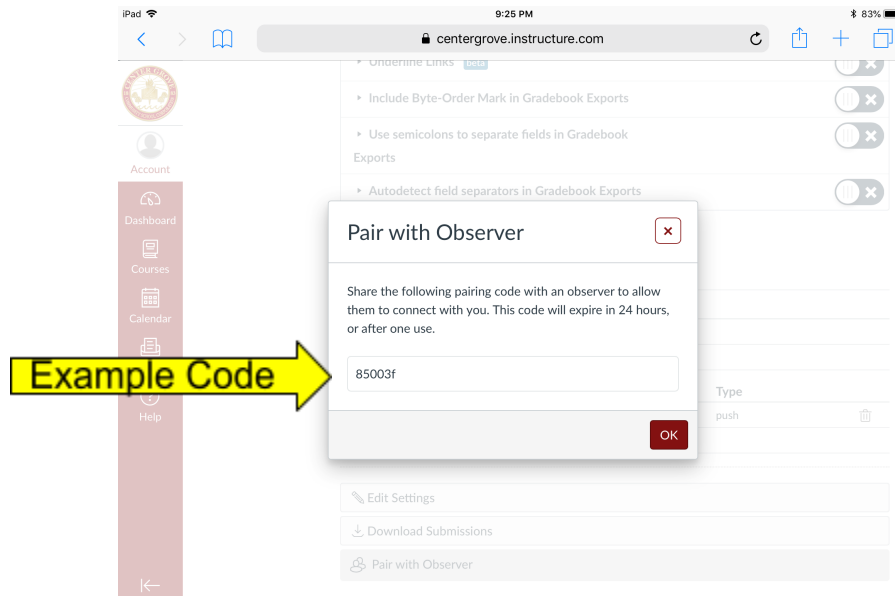 iPad
9:25 PM
83%
centergrove.instructure.com
CENTER GROVE
Underline Links beta
Include Byte-Order Mark in Gradebook Exports
Use semicolons to separate fields in Gradebook
Exports
Autodetect field separators in Gradebook Exports
Account
Dashboard
Courses
Calendar
Help
Pair with Observer
Share the following pairing code with an observer to allow
them to connect with you. This code will expire in 24 hours,
or after one use.
Example Code
85003f
OK
Type
push
Edit Settings
Download Submissions
Pair with Observer